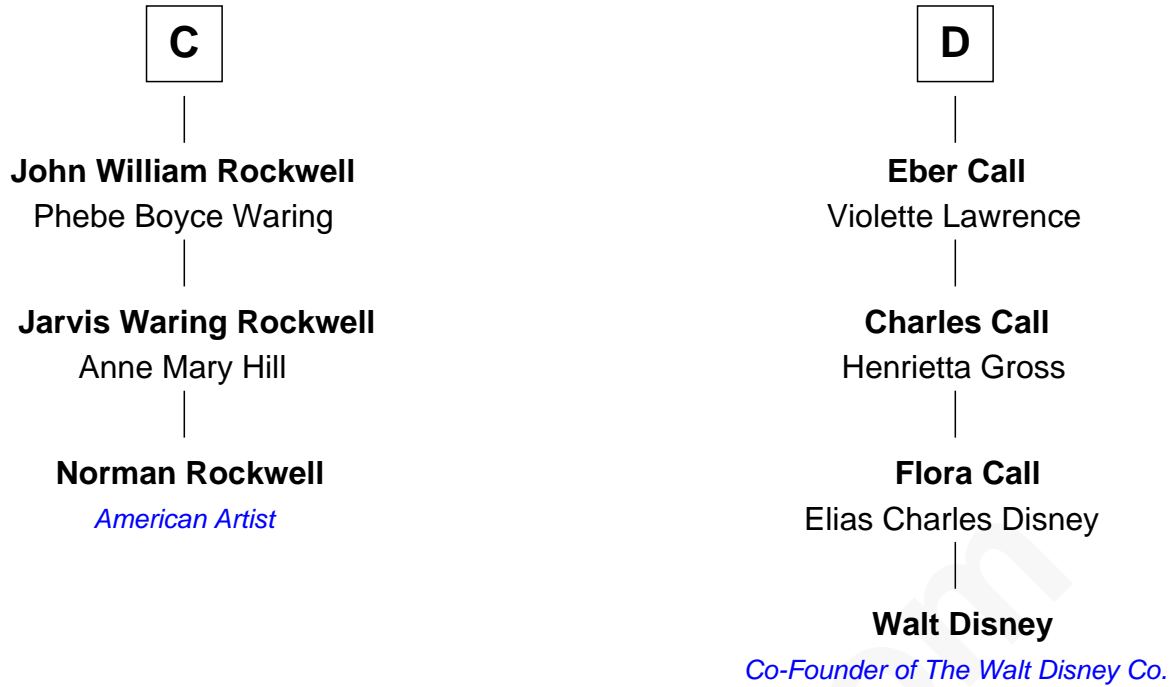 C
John William Rockwell
Phebe Boyce Waring
Jarvis Waring Rockwell
Anne Mary Hill
Norman Rockwell
American Artist
D
Eber Call
Violette Lawrence
Charles Call
Henrietta Gross
Flora Call
Elias Charles Disney
Walt Disney
Co-Founder of The Walt Disney Co.